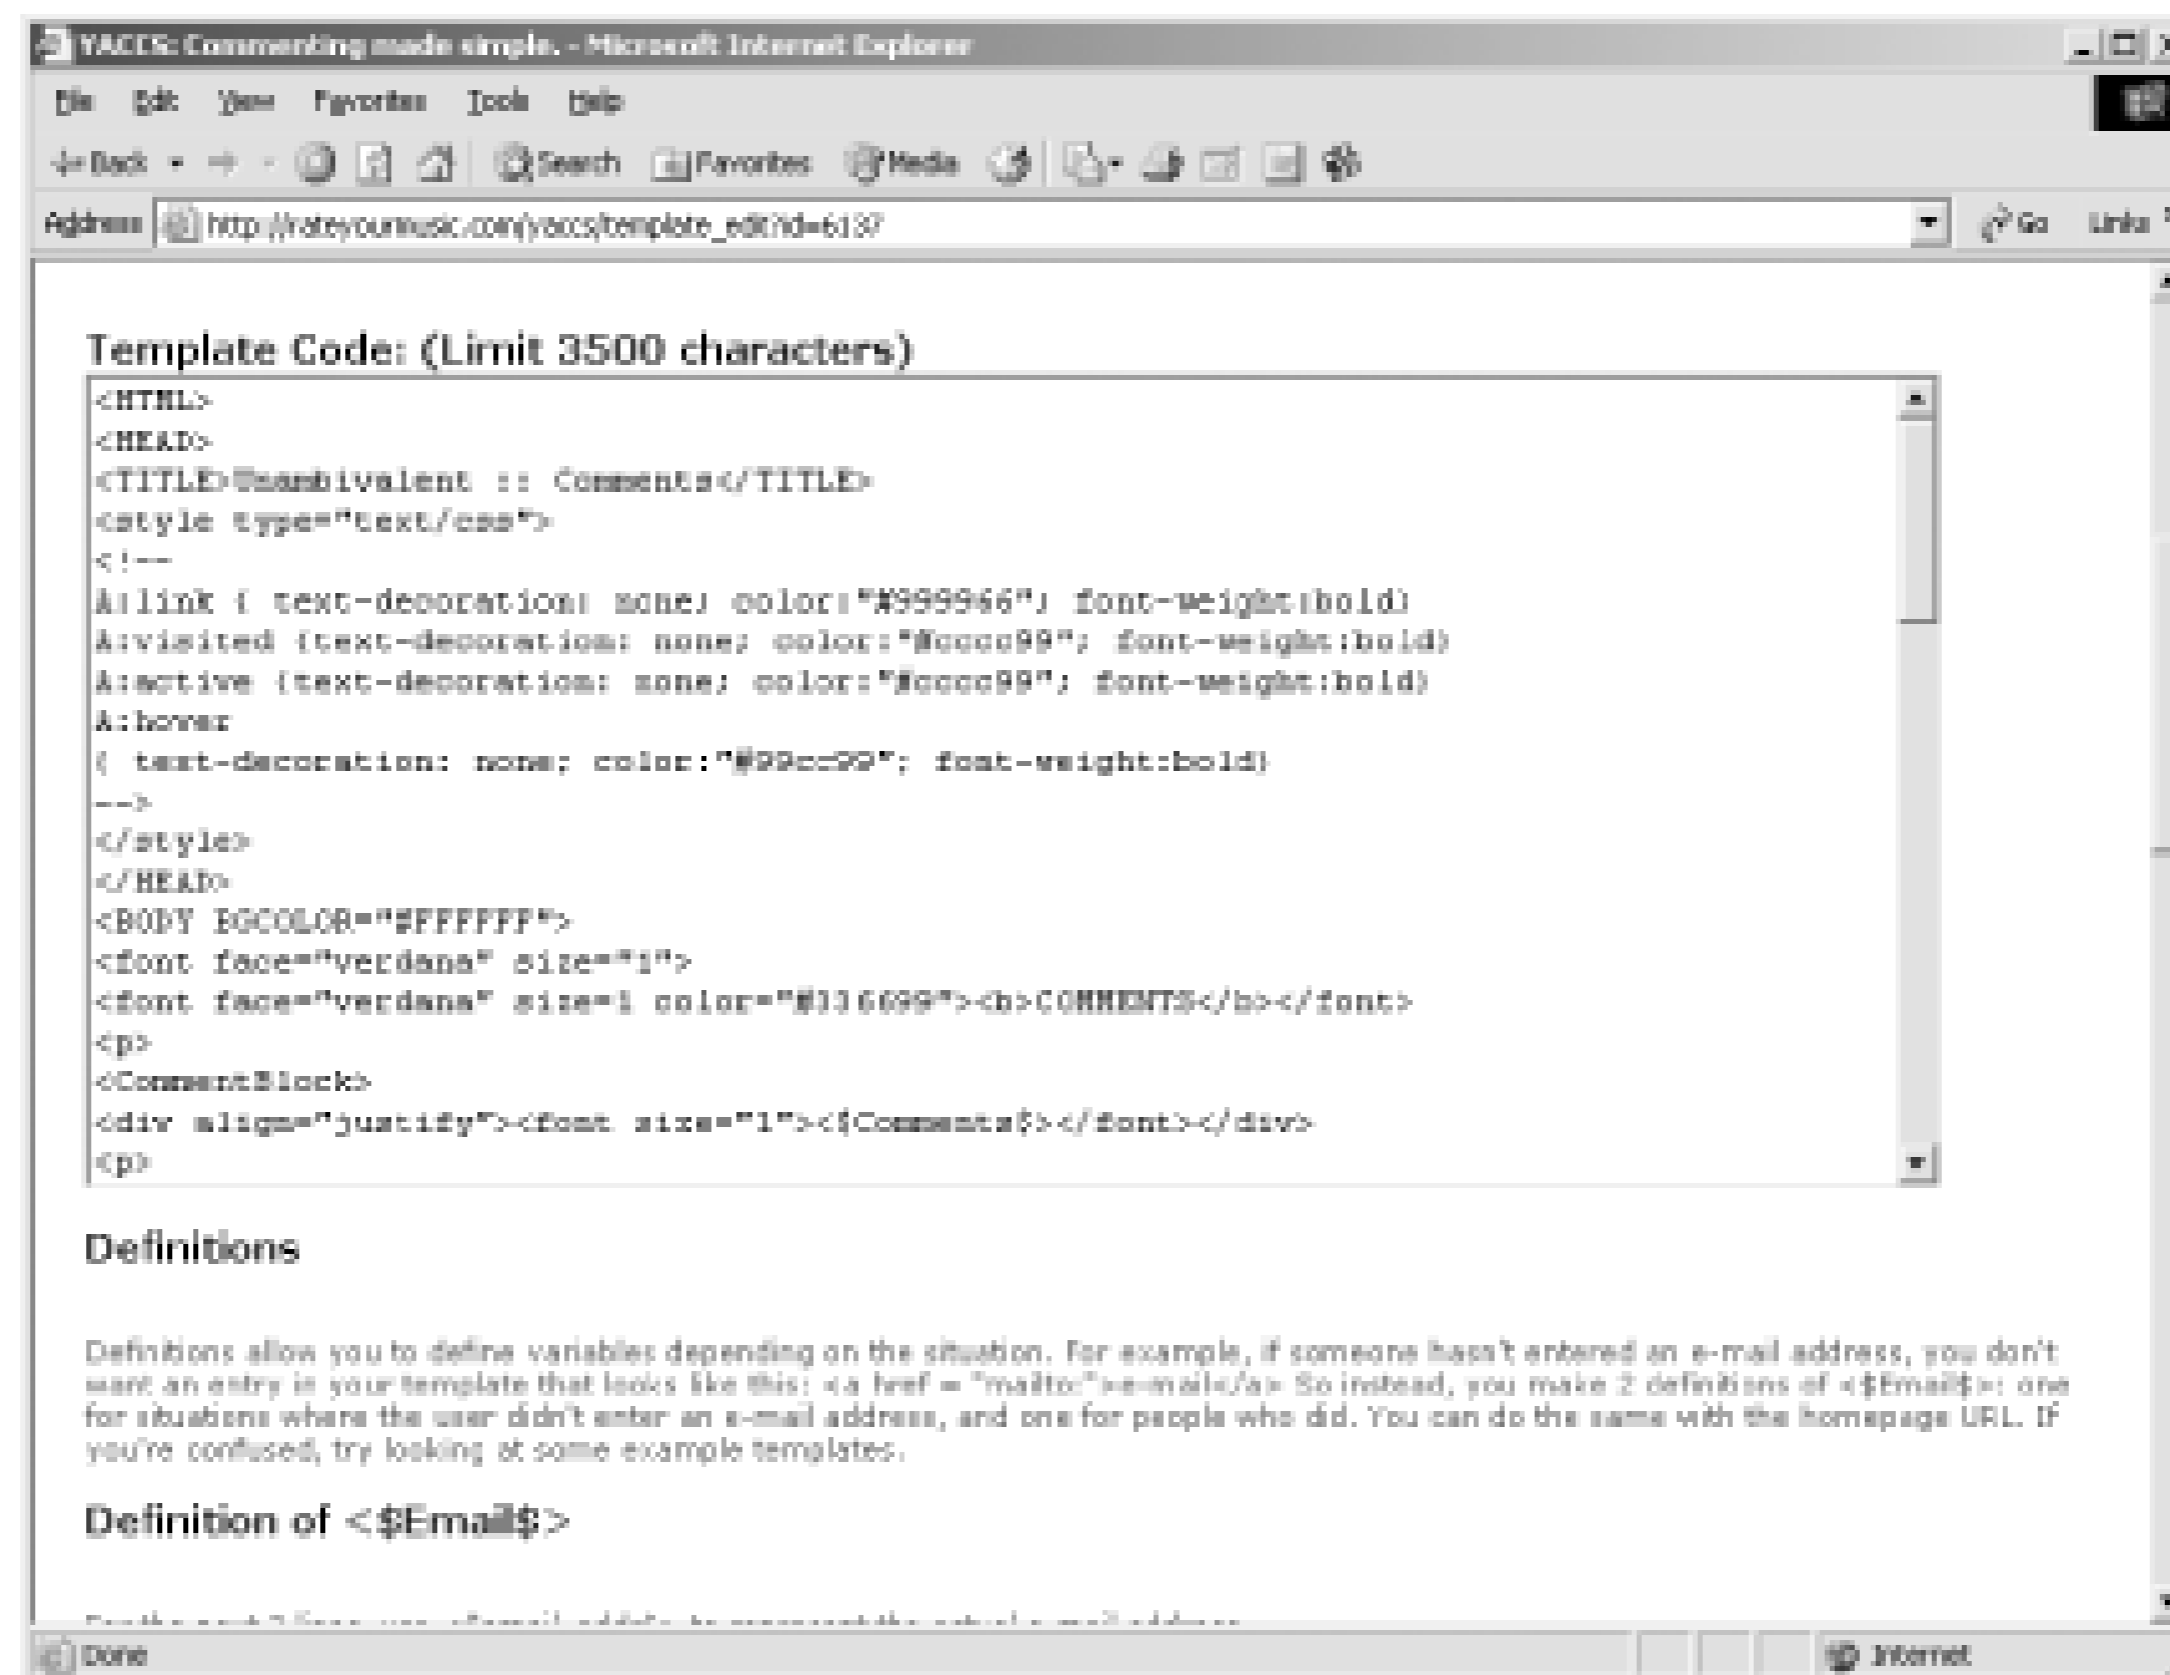 YACCS: Commenting made simple. - Microsoft Internet Explorer
File Edit View Favorites Tools Help
Back Search Favorites Media
Address http://rateyourmusic.com/yaccs/template_edit?id=6137 Go Links
Template Code: (Limit 3500 characters)
<HTML>
<HEAD>
<TITLE>Unambivalent :: Comments</TITLE>
<style type="text/css">
<!--
A:link { text-decoration: none; color:"#999966"; font-weight:bold}
A:visited {text-decoration: none; color:"#cccc99"; font-weight:bold}
A:active {text-decoration: none; color:"#cccc99"; font-weight:bold}
A:hover
{ text-decoration: none; color:"#99cc99"; font-weight:bold}
-->
</style>
</HEAD>
<BODY BGCOLOR="#FFFFFF">
<font face="verdana" size="1">
<font face="verdana" size=1 color="#336699"><b>COMMENTS</b></font>
<p>
<CommentBlock>
<div align="justify"><font size="1"><$Comments$></font></div>
<p>
Definitions
Definitions allow you to define variables depending on the situation. For example, if someone hasn't entered an e-mail address, you don't
want an entry in your template that looks like this: <a href = "mailto:">e-mail</a> So instead, you make 2 definitions of <$Email$>: one
for situations where the user didn't enter an e-mail address, and one for people who did. You can do the same with the homepage URL. If
you're confused, try looking at some example templates.
Definition of <$Email$>
Done Internet